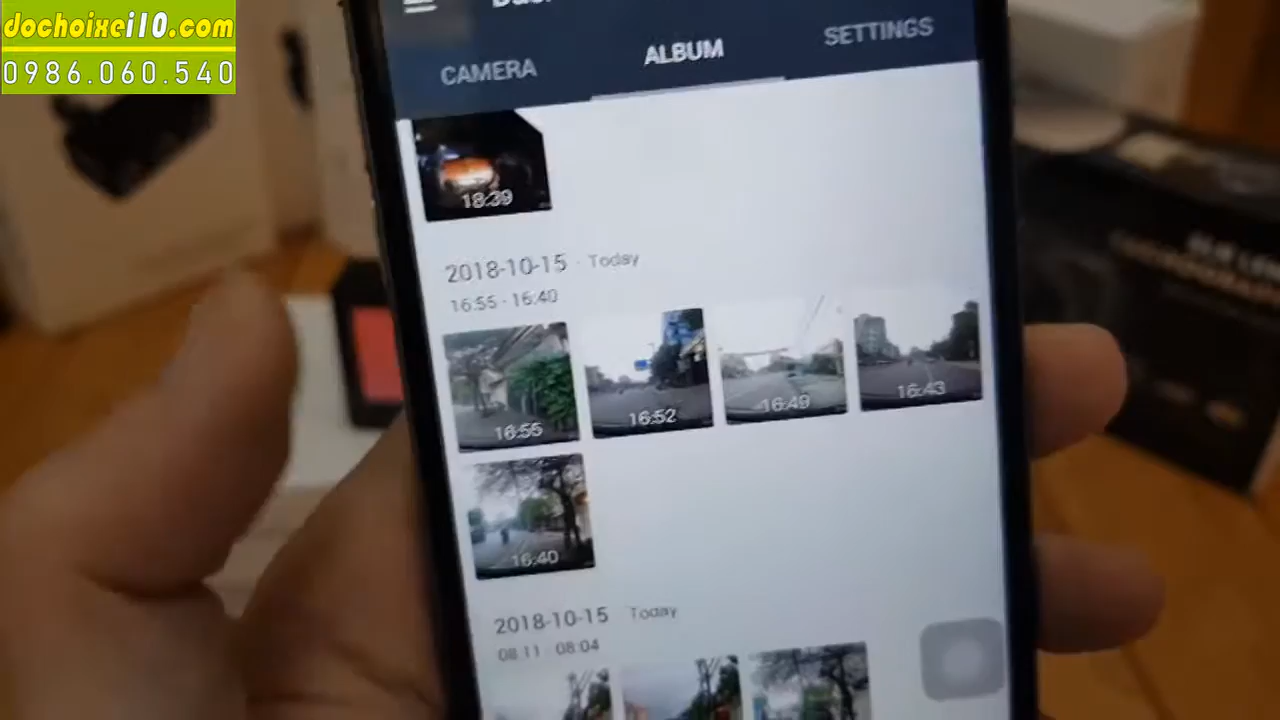 dochoixei10.com
0986.060.540
CAMERA
ALBUM
SETTINGS
18:39
2018-10-15 · Today
16:55 - 16:40
16:55
16:52
16:49
16:43
16:40
2018-10-15 Today
08:11 - 08:04